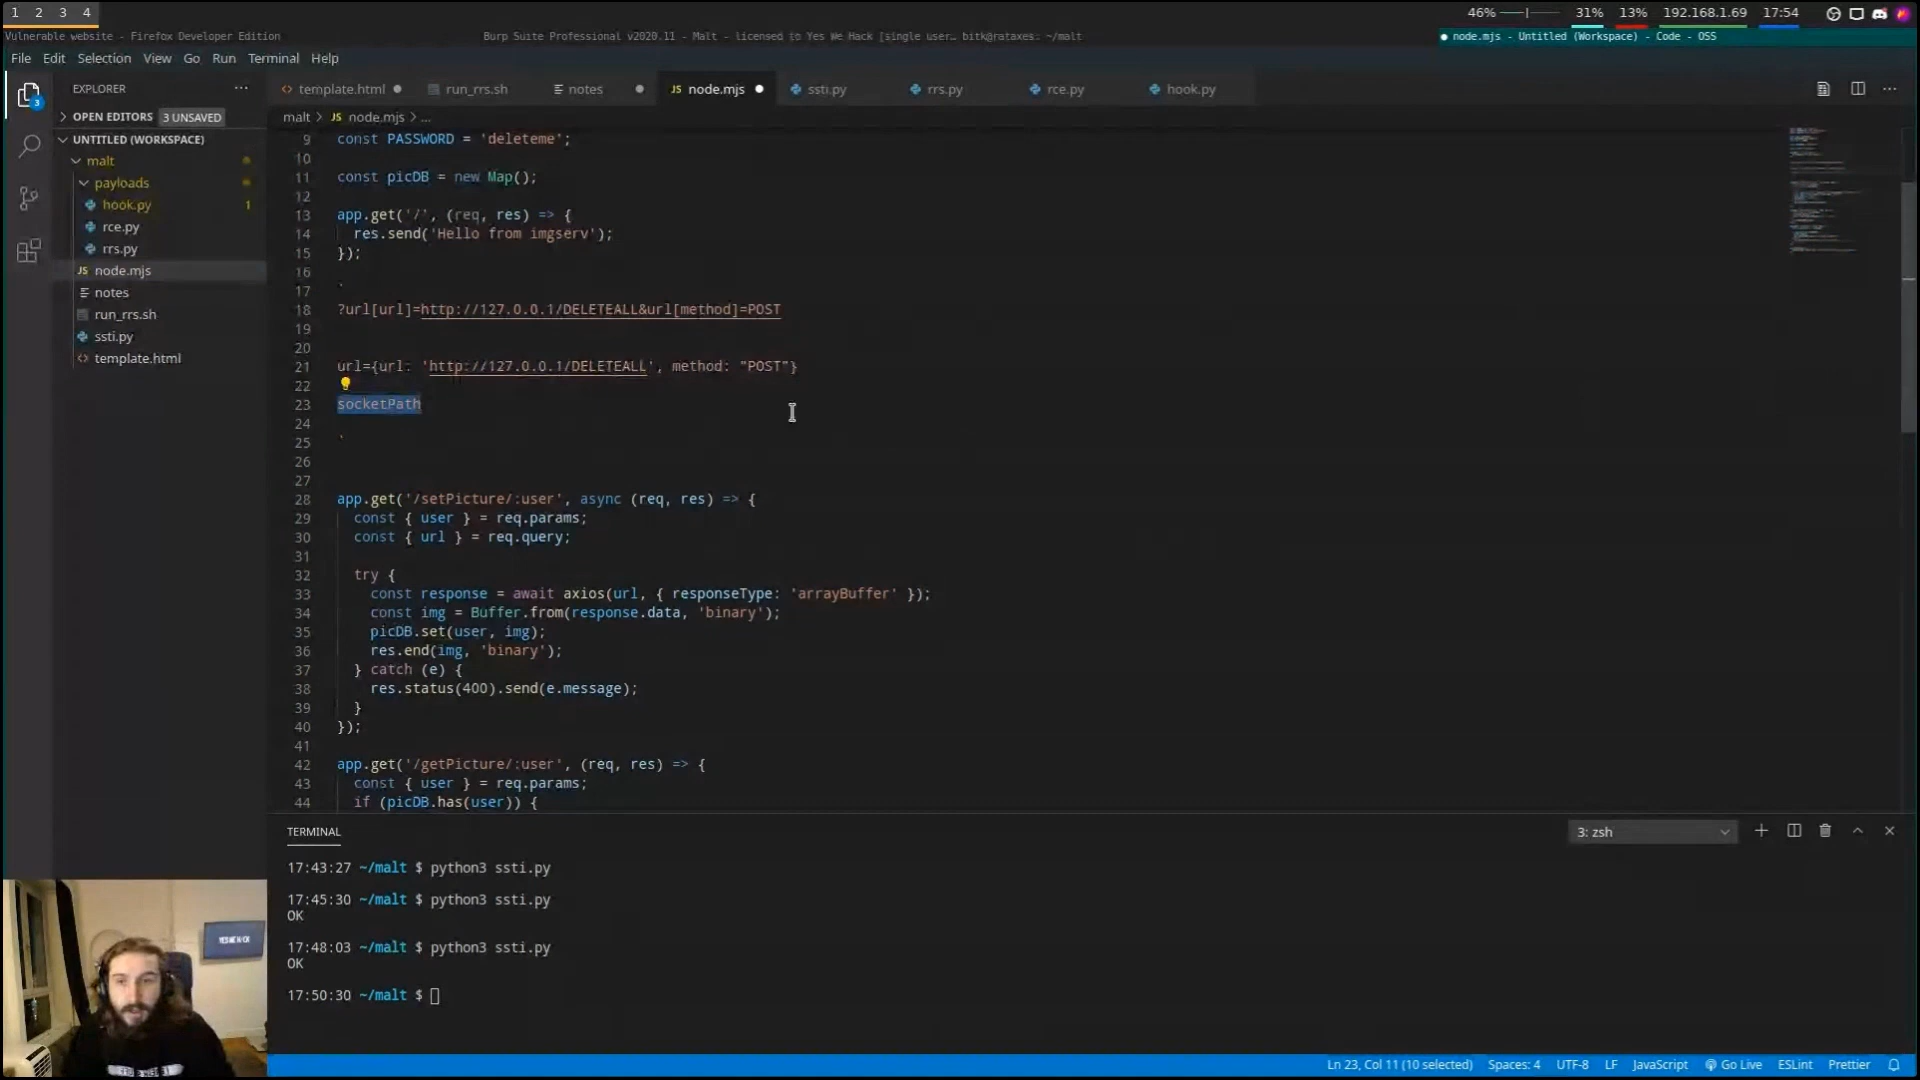 1 2 3 4
46% 31% 13% 192.168.1.69 17:54
Vulnerable website - Firefox Developer Edition
Burp Suite Professional v2020.11 - Malt - licensed to Yes We Hack [single user… bitk@rataxes: ~/malt
● node.mjs - Untitled (Workspace) - Code - OSS
File Edit Selection View Go Run Terminal Help
EXPLORER ···
template.html
run_rrs.sh
notes
JS node.mjs
ssti.py
rrs.py
rce.py
hook.py
···
3
OPEN EDITORS 3 UNSAVED
UNTITLED (WORKSPACE)
malt
payloads
hook.py 1
rce.py
rrs.py
JS node.mjs
notes
run_rrs.sh
ssti.py
<> template.html
malt > JS node.mjs > ...
9 const PASSWORD = 'deleteme';
10
11 const picDB = new Map();
12
13 app.get('/', (req, res) => {
14 res.send('Hello from imgserv');
15 });
16
17 `
18 ?url[url]=http://127.0.0.1/DELETEALL&url[method]=POST
19
20
21 url={url: 'http://127.0.0.1/DELETEALL', method: "POST"}
22
23 socketPath
24
25 `
26
27
28 app.get('/setPicture/:user', async (req, res) => {
29 const { user } = req.params;
30 const { url } = req.query;
31
32 try {
33 const response = await axios(url, { responseType: 'arrayBuffer' });
34 const img = Buffer.from(response.data, 'binary');
35 picDB.set(user, img);
36 res.end(img, 'binary');
37 } catch (e) {
38 res.status(400).send(e.message);
39 }
40 });
41
42 app.get('/getPicture/:user', (req, res) => {
43 const { user } = req.params;
44 if (picDB.has(user)) {
TERMINAL
3: zsh
17:43:27 ~/malt $ python3 ssti.py
17:45:30 ~/malt $ python3 ssti.py
OK
17:48:03 ~/malt $ python3 ssti.py
OK
17:50:30 ~/malt $
Ln 23, Col 11 (10 selected) Spaces: 4 UTF-8 LF JavaScript Go Live ESLint Prettier